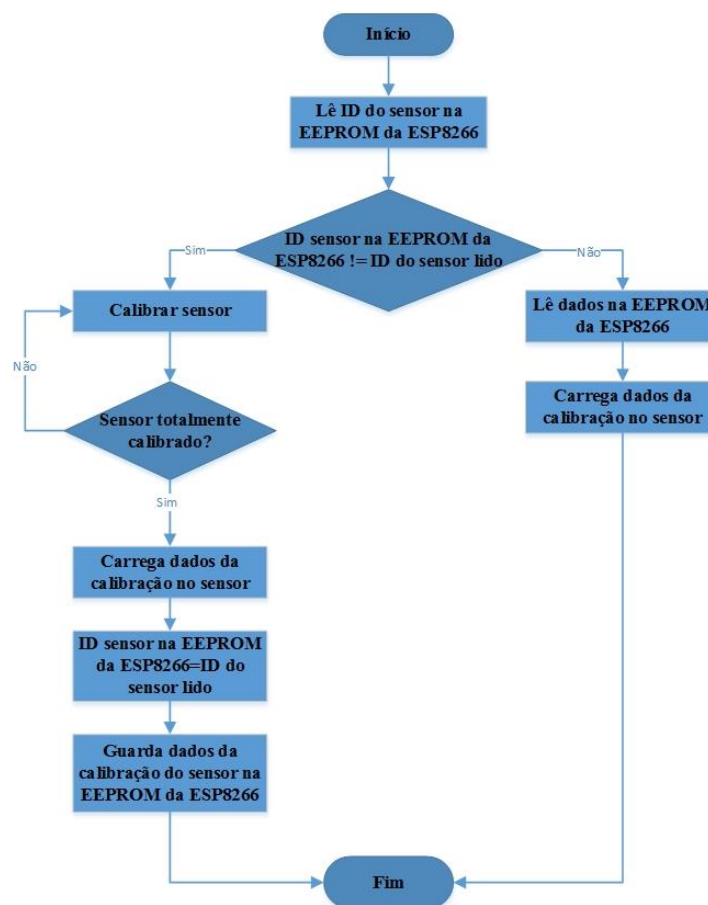 Início
Lê ID do sensor na
EEPROM da ESP8266
ID sensor na EEPROM da
ESP8266 != ID do sensor lido
Sim
Não
Calibrar sensor
Lê dados na EEPROM
da ESP8266
Não
Sensor totalmente
calibrado?
Carrega dados da
calibração no sensor
Sim
Carrega dados da
calibração no sensor
ID sensor na EEPROM
da ESP8266=ID do
sensor lido
Guarda dados da
calibração do sensor na
EEPROM da ESP8266
Fim